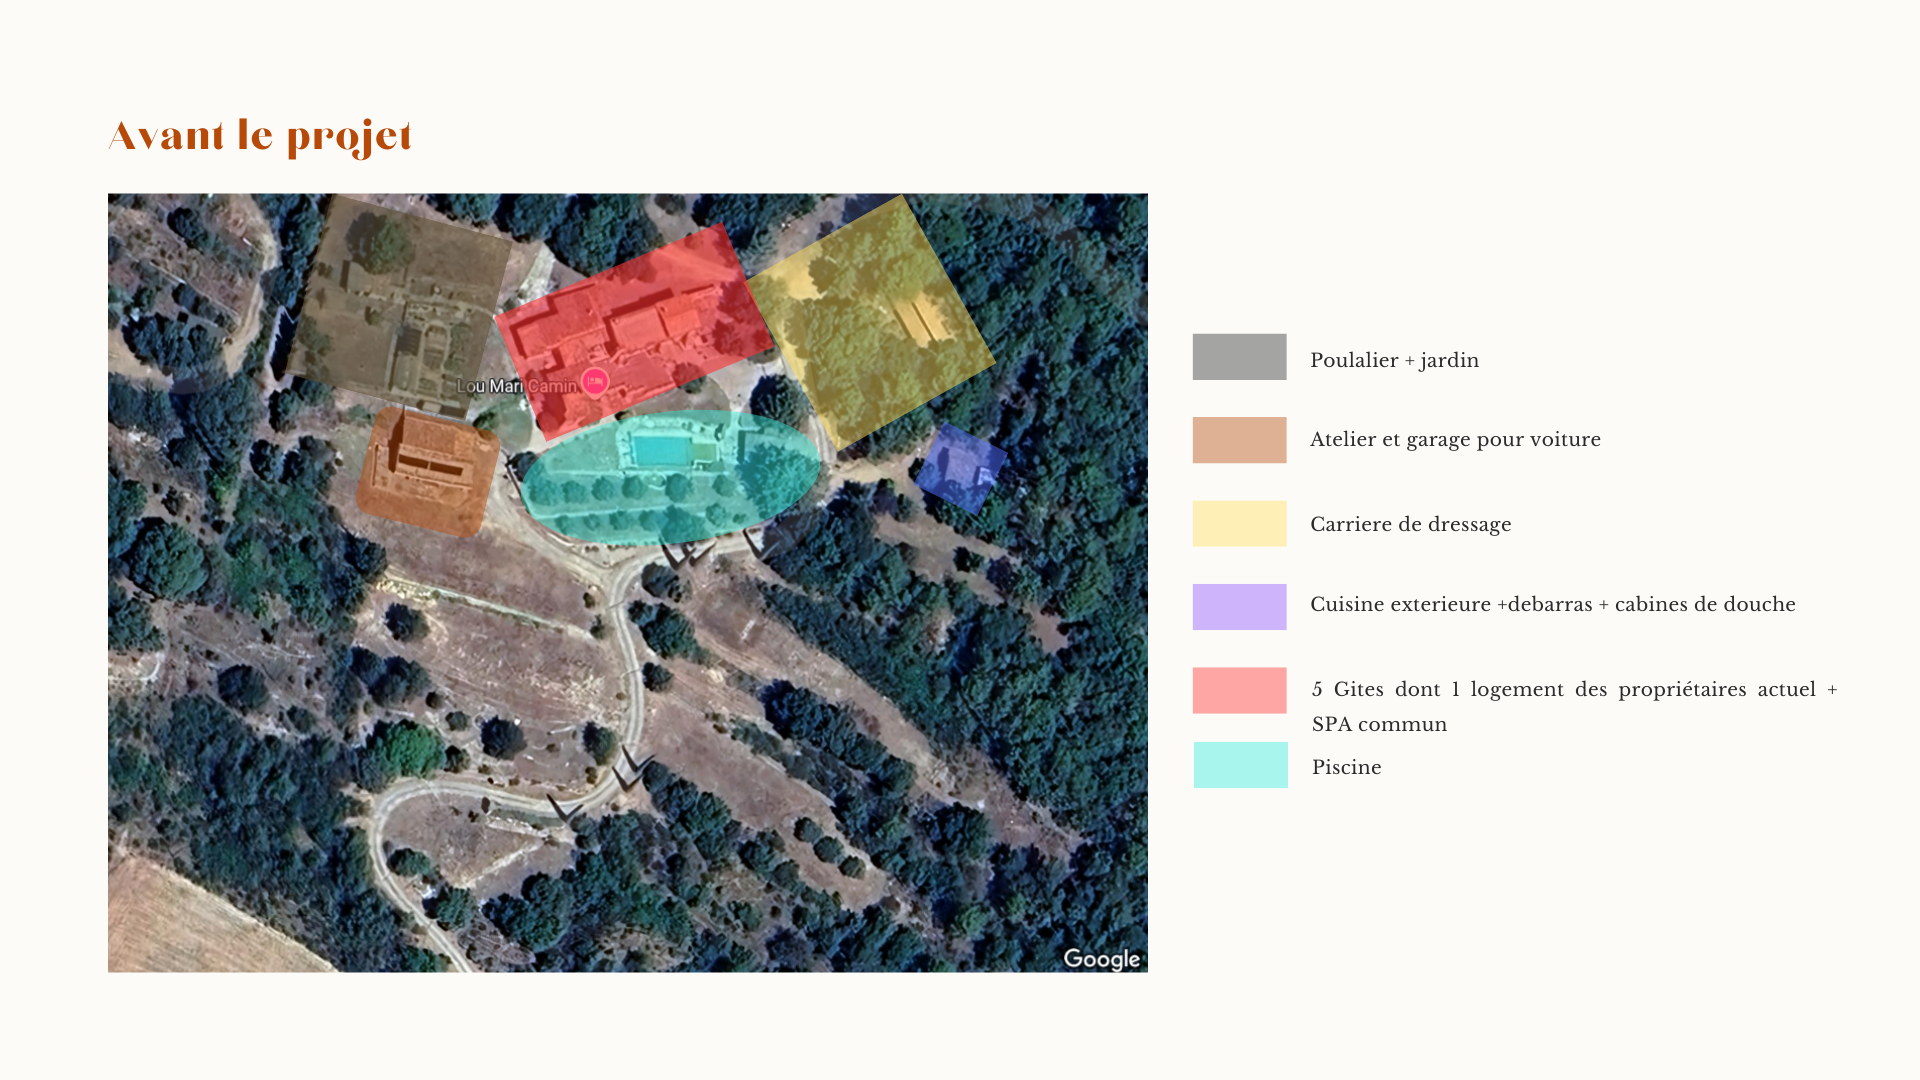 Avant le projet
Lou Mari Camin
Google
Poulalier + jardin
Atelier et garage pour voiture
Carriere de dressage
Cuisine exterieure +debarras + cabines de douche
5 Gites dont 1 logement des propriétaires actuel +
SPA commun
Piscine